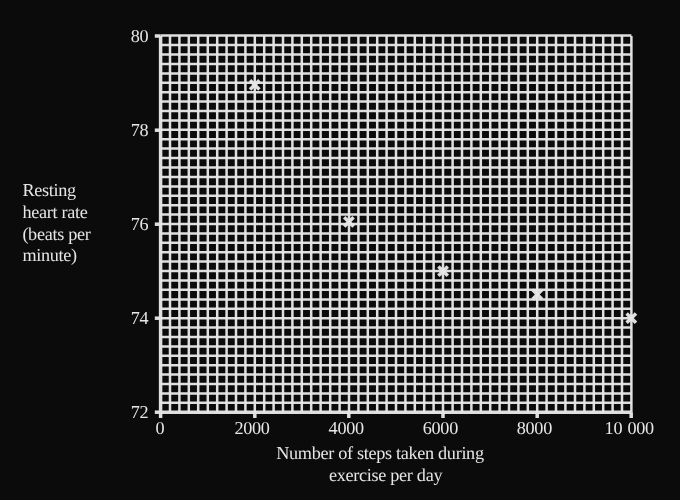 80
78
Resting
heart rate
(beats per
minute)
76
74
72
0 2000 4000 6000 8000 10 000
Number of steps taken during
exercise per day